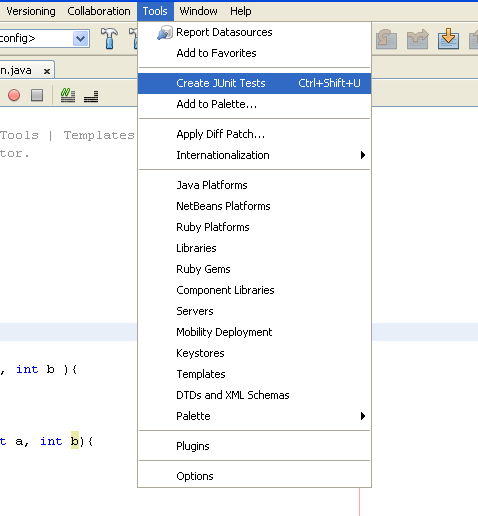 Versioning Collaboration Tools Window Help
config>
n.java x
Report Datasources
Add to Favorites
Create JUnit Tests Ctrl+Shift+U
Add to Palette...
Apply Diff Patch...
Internationalization
Java Platforms
NetBeans Platforms
Ruby Platforms
Libraries
Ruby Gems
Component Libraries
Servers
Mobility Deployment
Keystores
Templates
DTDs and XML Schemas
Palette
Plugins
Options
Tools | Templates
tor.
, int b ){
t a, int b){